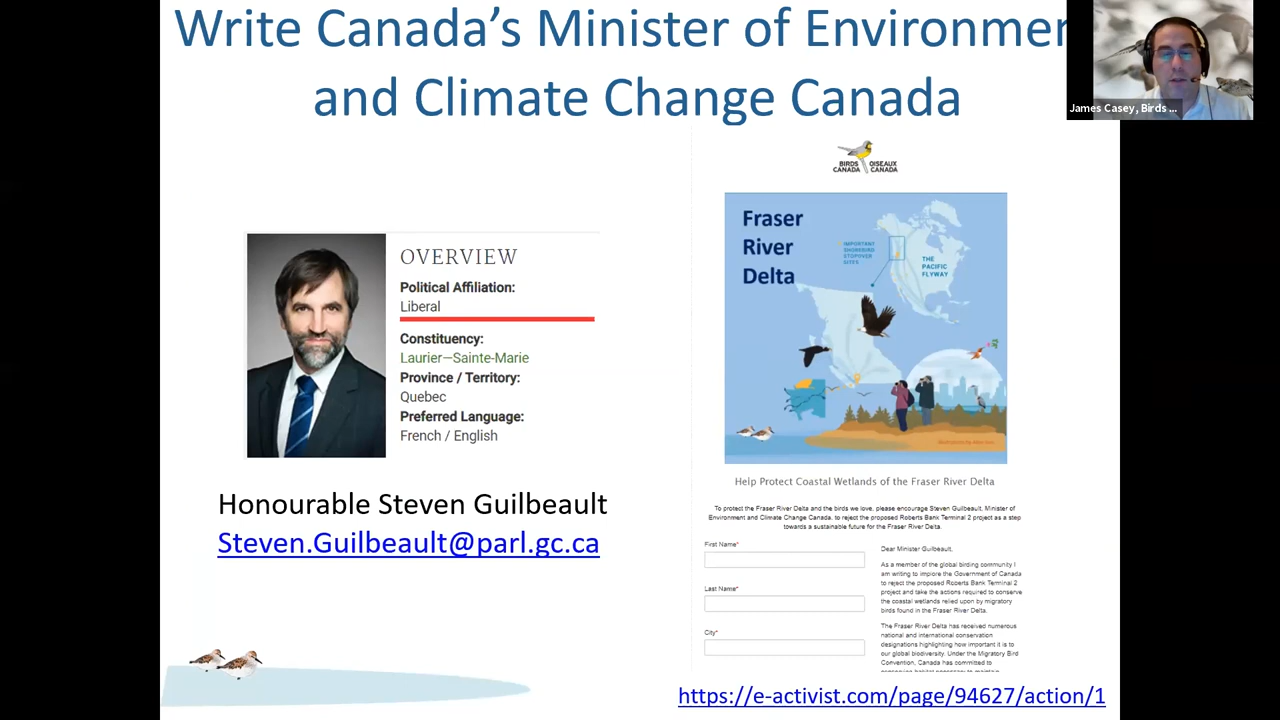 Write Canada's Minister of Environmen
and Climate Change Canada
James Casey, Birds ...
BIRDS OISEAUX
CANADA CANADA
Fraser
River
Delta
IMPORTANT
SHOREBIRD
STOPOVER
SITES
THE
PACIFIC
FLYWAY
OVERVIEW
Political Affiliation:
Liberal
Constituency:
Laurier—Sainte-Marie
Province / Territory:
Quebec
Preferred Language:
French / English
Honourable Steven Guilbeault
Steven.Guilbeault@parl.gc.ca
Help Protect Coastal Wetlands of the Fraser River Delta
To protect the Fraser River Delta and the birds we love, please encourage Steven Guilbeault, Minister of
Environment and Climate Change Canada, to reject the proposed Roberts Bank Terminal 2 project as a step
towards a sustainable future for the Fraser River Delta.
First Name*
Last Name*
City*
Dear Minister Guilbeault,
As a member of the global birding community I
am writing to implore the Government of Canada
to reject the proposed Roberts Bank Terminal 2
project and take the actions required to conserve
the coastal wetlands relied upon by migratory
birds found in the Fraser River Delta.
The Fraser River Delta has received numerous
national and international conservation
designations highlighting how important it is to
our global biodiversity. Under the Migratory Bird
Convention, Canada has committed to
https://e-activist.com/page/94627/action/1